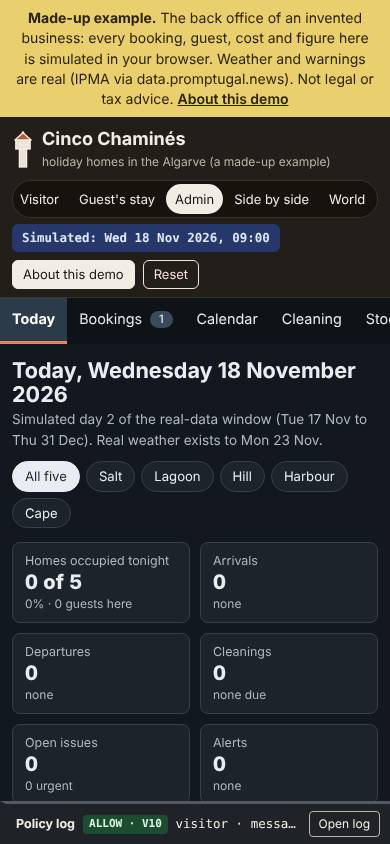 Made-up example. The back office of an invented
business: every booking, guest, cost and figure here
is simulated in your browser. Weather and warnings
are real (IPMA via data.promptugal.news). Not legal or
tax advice. About this demo
Cinco Chaminés
holiday homes in the Algarve (a made-up example)
Visitor Guest's stay Admin Side by side World
Simulated: Wed 18 Nov 2026, 09:00
About this demo Reset
Today Bookings 1 Calendar Cleaning Stoc
Today, Wednesday 18 November
2026
Simulated day 2 of the real-data window (Tue 17 Nov to
Thu 31 Dec). Real weather exists to Mon 23 Nov.
All five Salt Lagoon Hill Harbour
Cape
Homes occupied tonight Arrivals
0 of 5 0
0% · 0 guests here none
Departures Cleanings
0 0
none none due
Open issues Alerts
0 0
0 urgent none
Policy log ALLOW · V10 visitor · messa… Open log